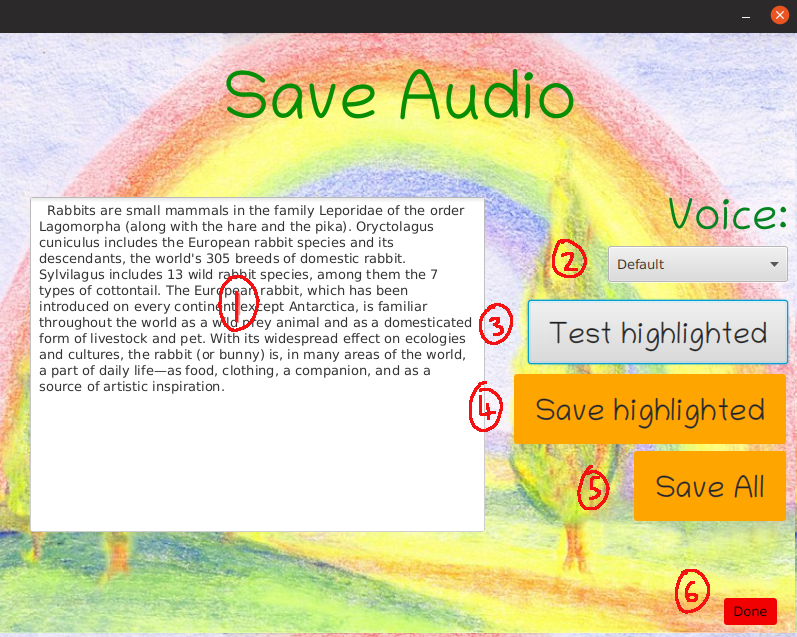 Save Audio
Rabbits are small mammals in the family Leporidae of the order
Lagomorpha (along with the hare and the pika). Oryctolagus
cuniculus includes the European rabbit species and its
descendants, the world's 305 breeds of domestic rabbit.
Sylvilagus includes 13 wild rabbit species, among them the 7
types of cottontail. The European rabbit, which has been
introduced on every continent except Antarctica, is familiar
throughout the world as a wild prey animal and as a domesticated
form of livestock and pet. With its widespread effect on ecologies
and cultures, the rabbit (or bunny) is, in many areas of the world,
a part of daily life—as food, clothing, a companion, and as a
source of artistic inspiration.
1
Voice:
2
Default
3
Test highlighted
4
Save highlighted
5
Save All
6
Done